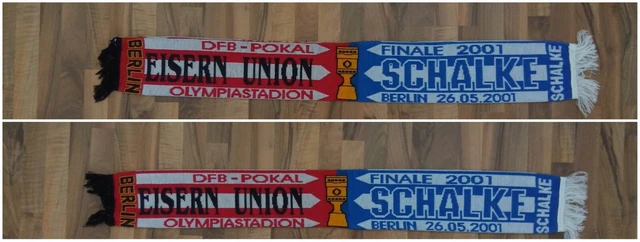 BERLIN
DFB-POKAL
EISERN UNION
OLYMPIASTADION
FINALE 2001
SCHALKE
BERLIN 26.05.2001
SCHALKE
BERLIN
DFB-POKAL
EISERN UNION
OLYMPIASTADION
FINALE 2001
SCHALKE
BERLIN 26.05.2001
SCHALKE